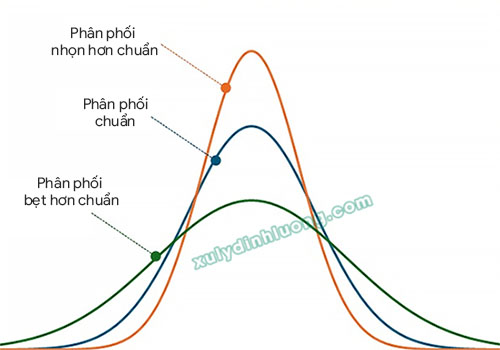 Phân phối
nhọn hơn chuẩn
Phân phối
chuẩn
Phân phối
bẹt hơn chuẩn
xulydinhluong.com